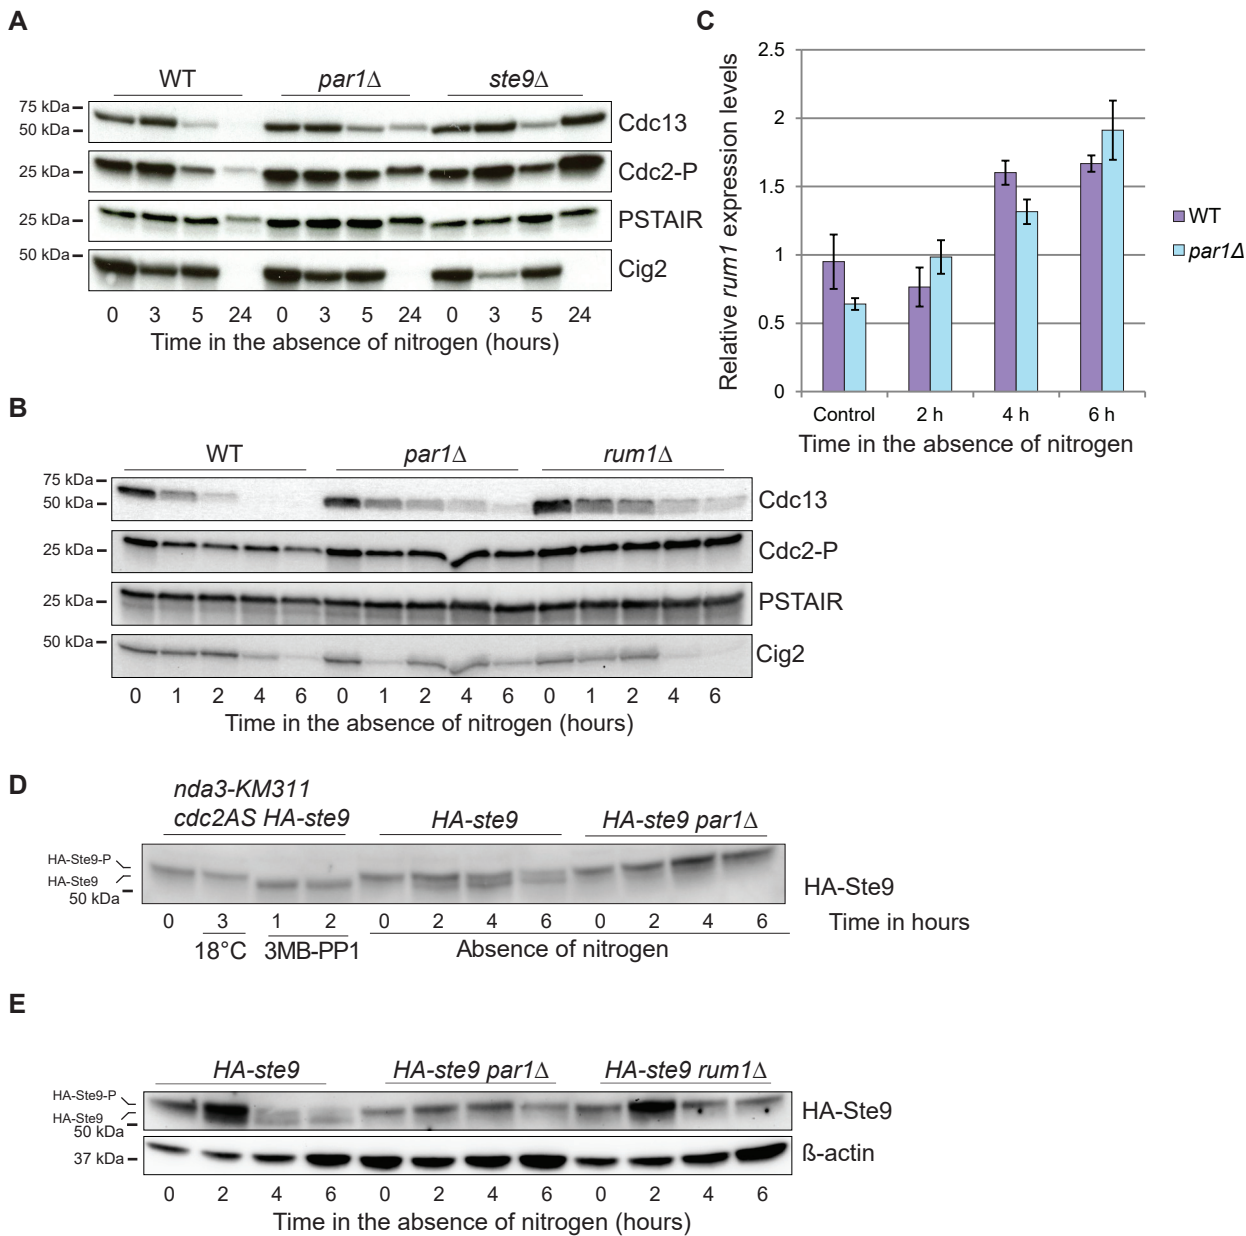 A
WT par1Δ ste9Δ
75 kDa
50 kDa
Cdc13
25 kDa
Cdc2-P
25 kDa
PSTAIR
50 kDa
Cig2
0 3 5 24 0 3 5 24 0 3 5 24
Time in the absence of nitrogen (hours)
C
Relative rum1 expression levels
2.5
2
1.5
1
0.5
0
Control 2 h 4 h 6 h
Time in the absence of nitrogen
WT
par1Δ
B
WT par1Δ rum1Δ
75 kDa
50 kDa
Cdc13
25 kDa
Cdc2-P
25 kDa
PSTAIR
50 kDa
Cig2
0 1 2 4 6 0 1 2 4 6 0 1 2 4 6
Time in the absence of nitrogen (hours)
D
nda3-KM311
cdc2AS HA-ste9 HA-ste9 HA-ste9 par1Δ
HA-Ste9-P
HA-Ste9
50 kDa
HA-Ste9
0 3 1 2 0 2 4 6 0 2 4 6 Time in hours
18°C 3MB-PP1 Absence of nitrogen
E
HA-ste9 HA-ste9 par1Δ HA-ste9 rum1Δ
HA-Ste9-P
HA-Ste9
50 kDa
HA-Ste9
37 kDa
ß-actin
0 2 4 6 0 2 4 6 0 2 4 6
Time in the absence of nitrogen (hours)